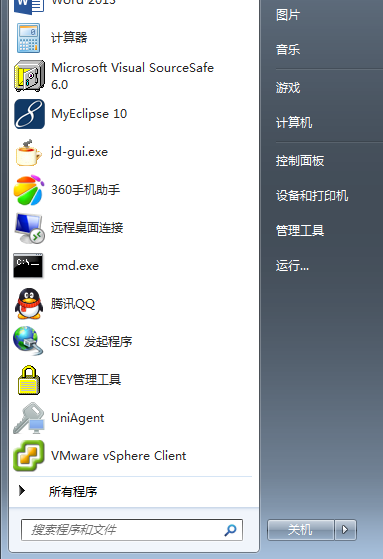 Word 2013
计算器
Microsoft Visual SourceSafe
6.0
MyEclipse 10
jd-gui.exe
360手机助手
远程桌面连接
cmd.exe
腾讯QQ
iSCSI 发起程序
KEY管理工具
UniAgent
VMware vSphere Client
所有程序
搜索程序和文件
图片
音乐
游戏
计算机
控制面板
设备和打印机
管理工具
运行...
关机